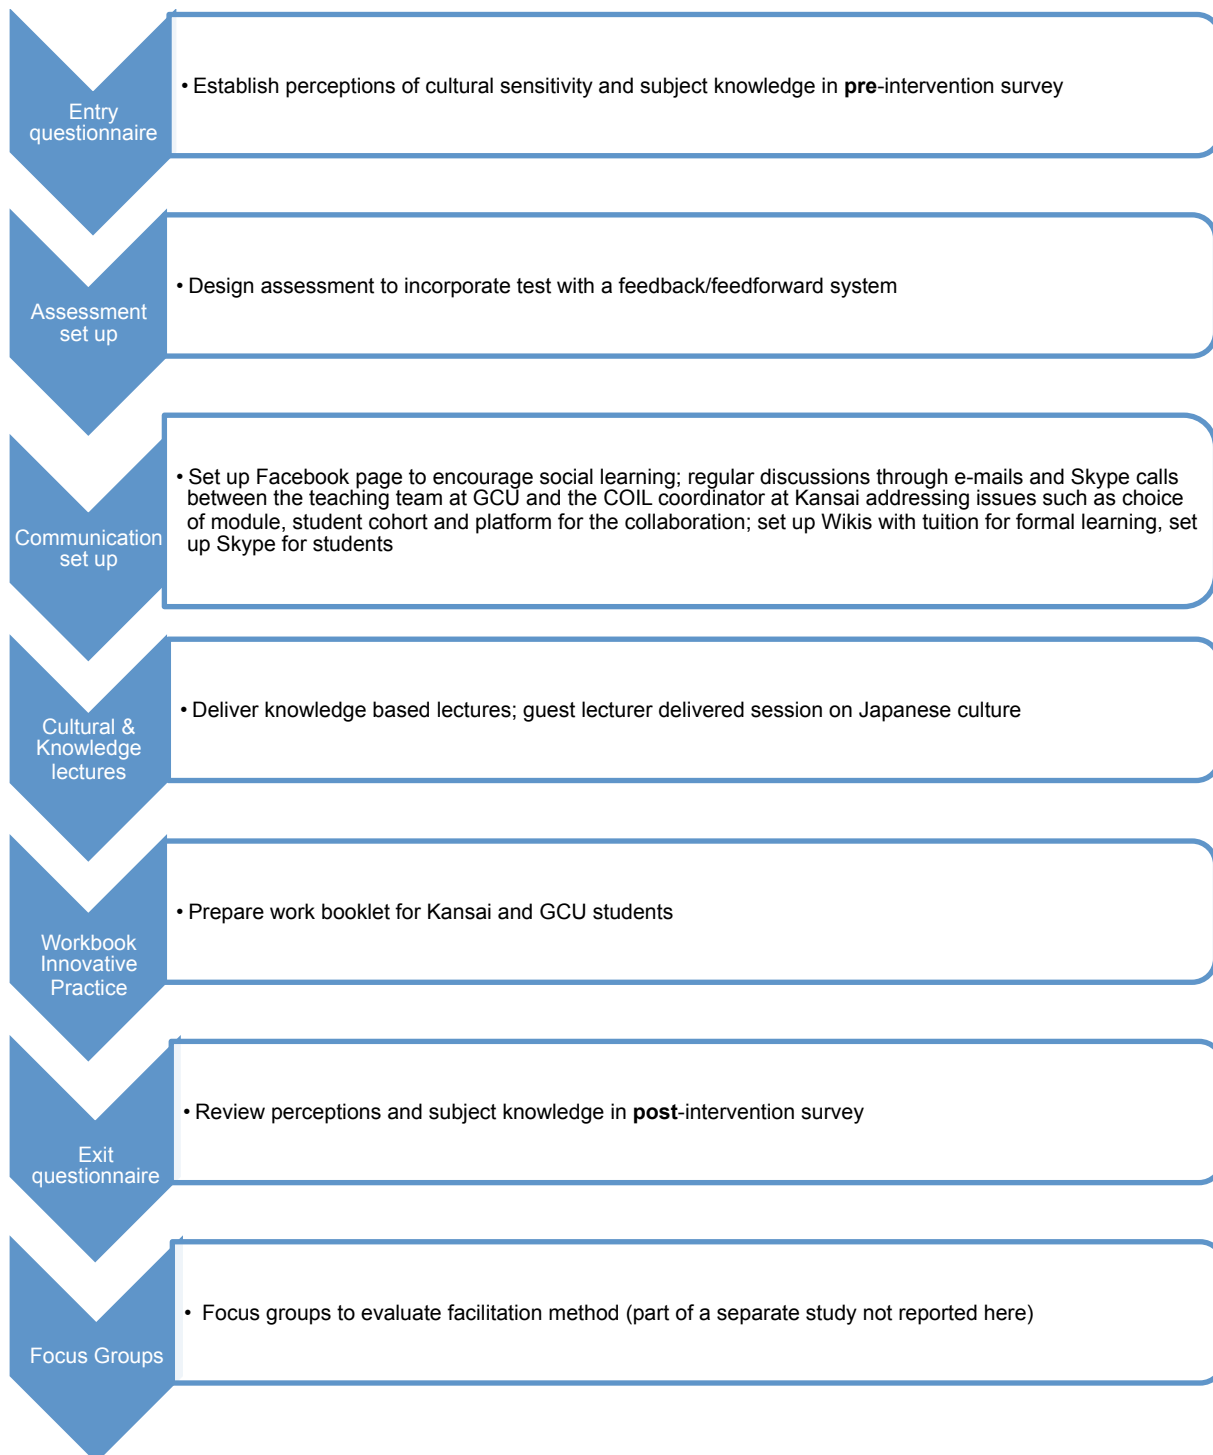 Entry
questionnaire
• Establish perceptions of cultural sensitivity and subject knowledge in pre-intervention survey
Assessment
set up
• Design assessment to incorporate test with a feedback/feedforward system
Communication
set up
• Set up Facebook page to encourage social learning; regular discussions through e-mails and Skype calls
between the teaching team at GCU and the COIL coordinator at Kansai addressing issues such as choice
of module, student cohort and platform for the collaboration; set up Wikis with tuition for formal learning, set
up Skype for students
Cultural &
Knowledge
lectures
• Deliver knowledge based lectures; guest lecturer delivered session on Japanese culture
Workbook
Innovative
Practice
• Prepare work booklet for Kansai and GCU students
Exit
questionnaire
• Review perceptions and subject knowledge in post-intervention survey
Focus Groups
• Focus groups to evaluate facilitation method (part of a separate study not reported here)